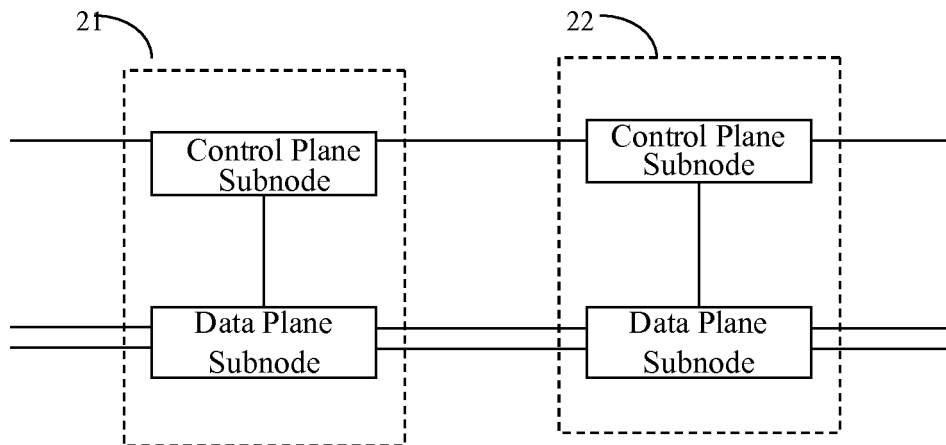 21
22
Control Plane
Subnode
Control Plane
Subnode
Data Plane
Subnode
Data Plane
Subnode